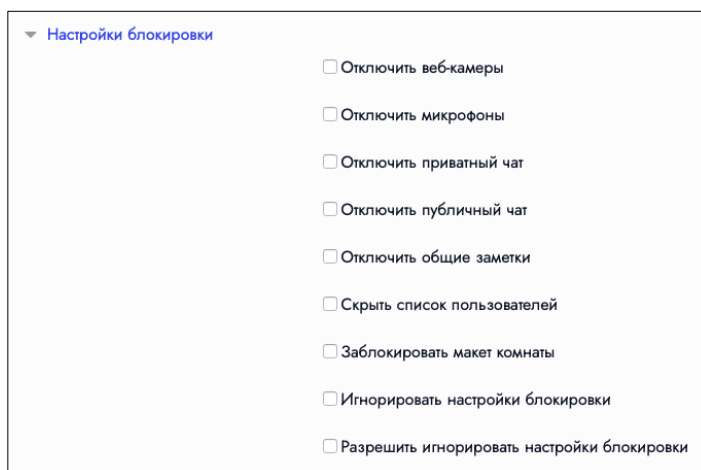 Настройки блокировки
Отключить веб-камеры
Отключить микрофоны
Отключить приватный чат
Отключить публичный чат
Отключить общие заметки
Скрыть список пользователей
Заблокировать макет комнаты
Игнорировать настройки блокировки
Разрешить игнорировать настройки блокировки